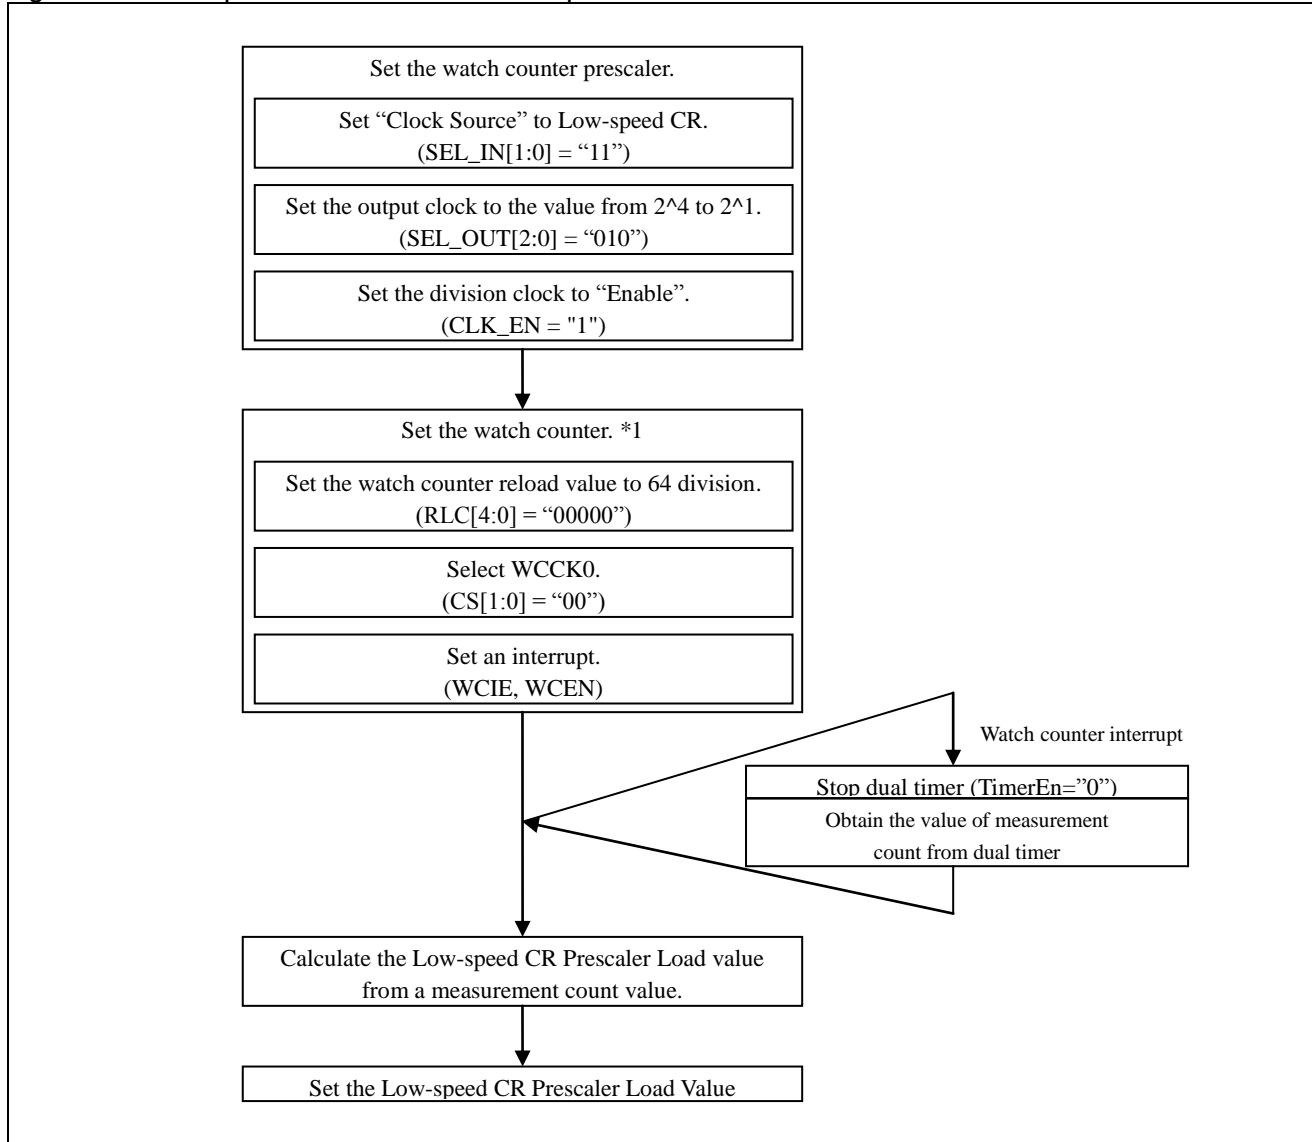 Set the watch counter prescaler.
Set “Clock Source” to Low-speed CR.
(SEL_IN[1:0] = “11”)
Set the output clock to the value from 2^4 to 2^1.
(SEL_OUT[2:0] = “010”)
Set the division clock to “Enable”.
(CLK_EN = "1")
Set the watch counter. *1
Set the watch counter reload value to 64 division.
(RLC[4:0] = “00000”)
Select WCCK0.
(CS[1:0] = “00”)
Set an interrupt.
(WCIE, WCEN)
Watch counter interrupt
Stop dual timer (TimerEn=”0”)
Obtain the value of measurement
count from dual timer
Calculate the Low-speed CR Prescaler Load value
from a measurement count value.
Set the Low-speed CR Prescaler Load Value